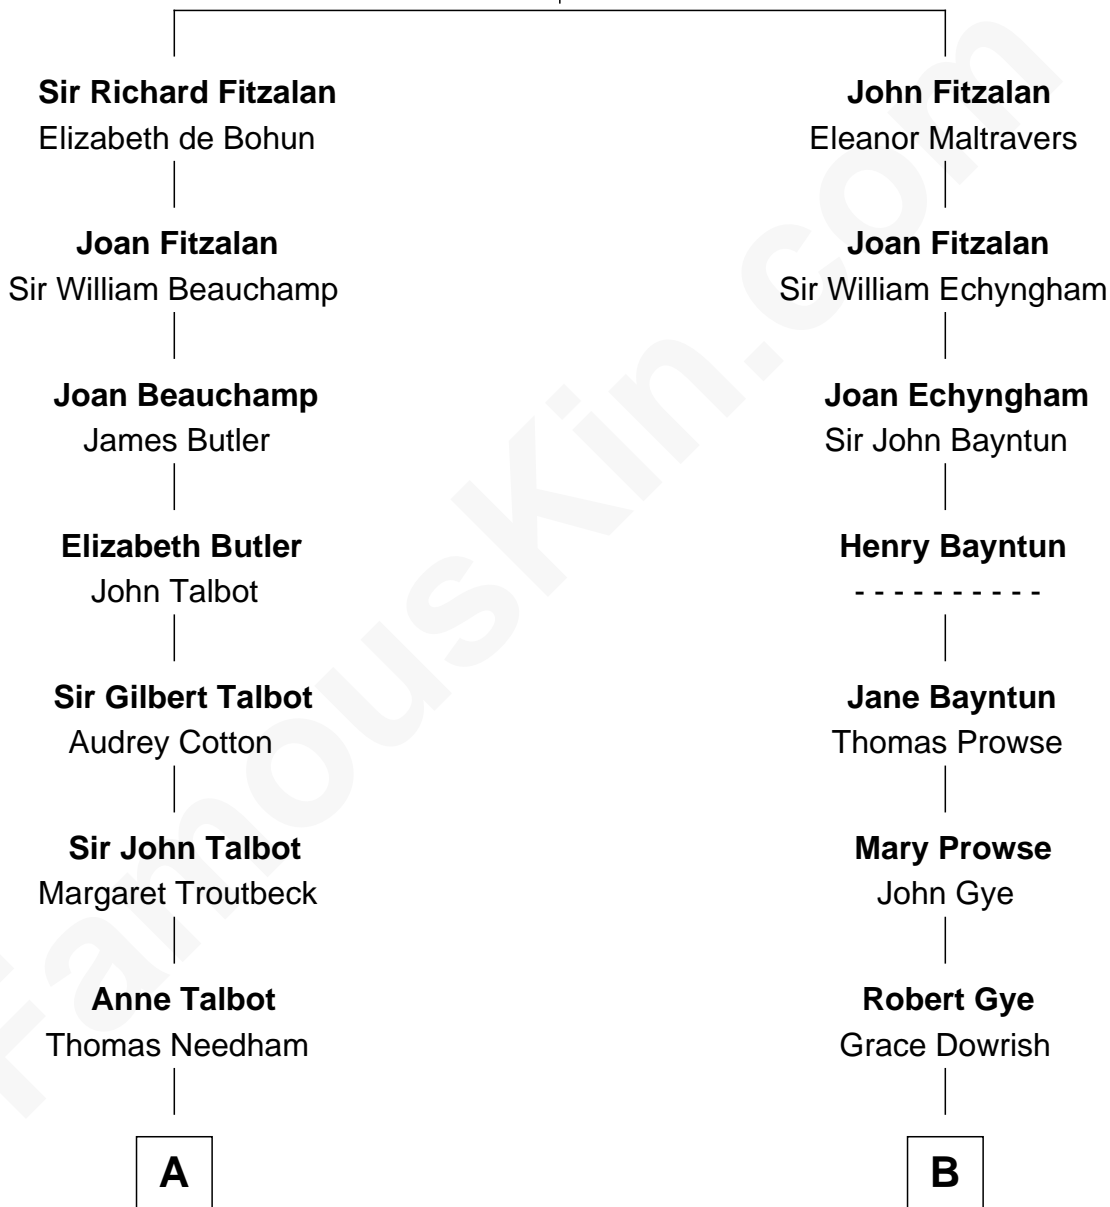 Sir Richard Fitzalan
Elizabeth de Bohun
Joan Fitzalan
Sir William Beauchamp
Joan Beauchamp
James Butler
Elizabeth Butler
John Talbot
Sir Gilbert Talbot
Audrey Cotton
Sir John Talbot
Margaret Troutbeck
Anne Talbot
Thomas Needham
A
John Fitzalan
Eleanor Maltravers
Joan Fitzalan
Sir William Echyngham
Joan Echyngham
Sir John Bayntun
Henry Bayntun
- - - - - - - - - -
Jane Bayntun
Thomas Prowse
Mary Prowse
John Gye
Robert Gye
Grace Dowrish
B
FamousKin.com